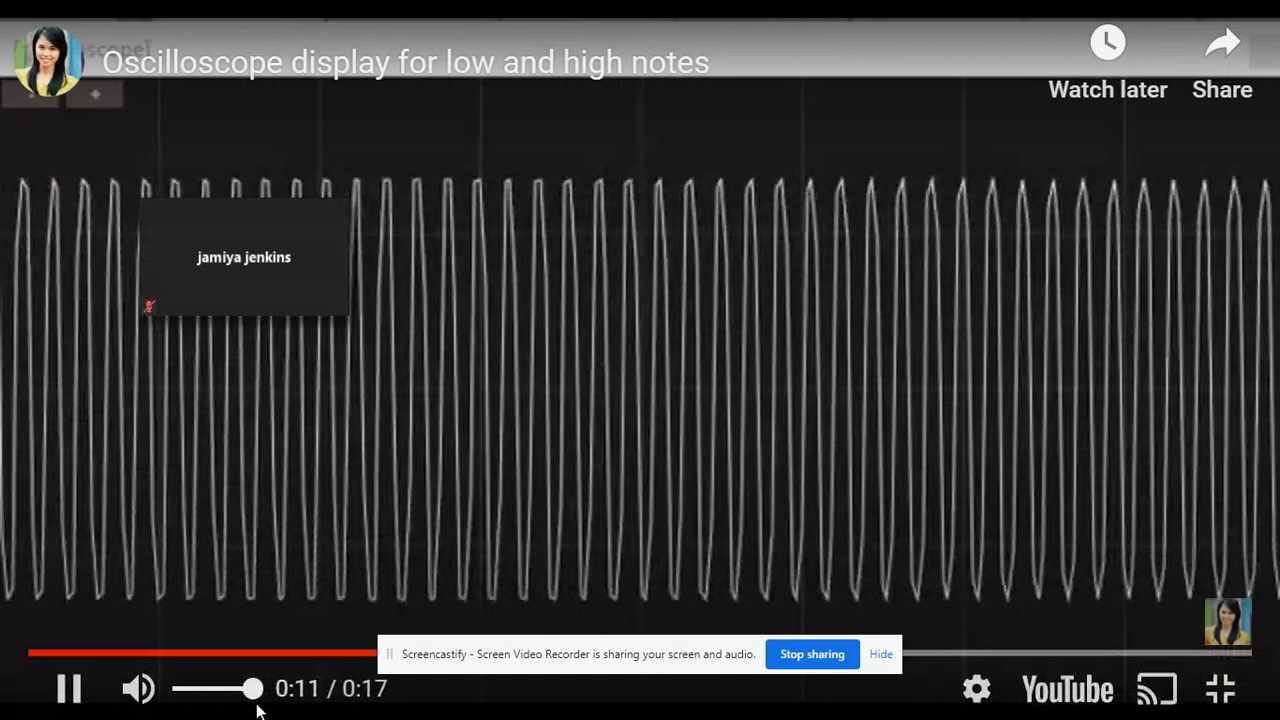 Oscilloscope display for low and high notes
Watch later
Share
jamiya jenkins
Screencastify - Screen Video Recorder is sharing your screen and audio.
Stop sharing
Hide
0:11 / 0:17
YouTube